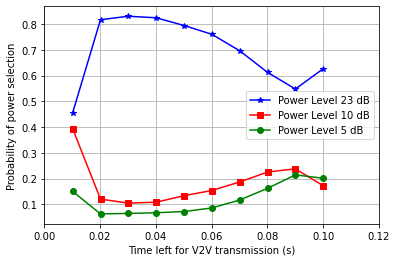 0.8
0.7
0.6
0.5
0.4
0.3
0.2
0.1
Probability of power selection
Power Level 23 dB
Power Level 10 dB
Power Level 5 dB
0.00 0.02 0.04 0.06 0.08 0.10 0.12
Time left for V2V transmission (s)